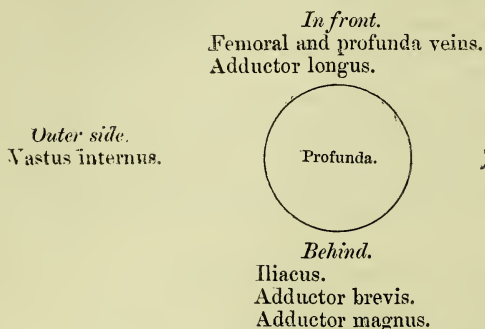 In front.
Femoral and profunda veins.
Adductor longus.
Outer side.
Vastus internus.
Profunda.
Behind.
Iliacus.
Adductor brevis.
Adductor magnus.